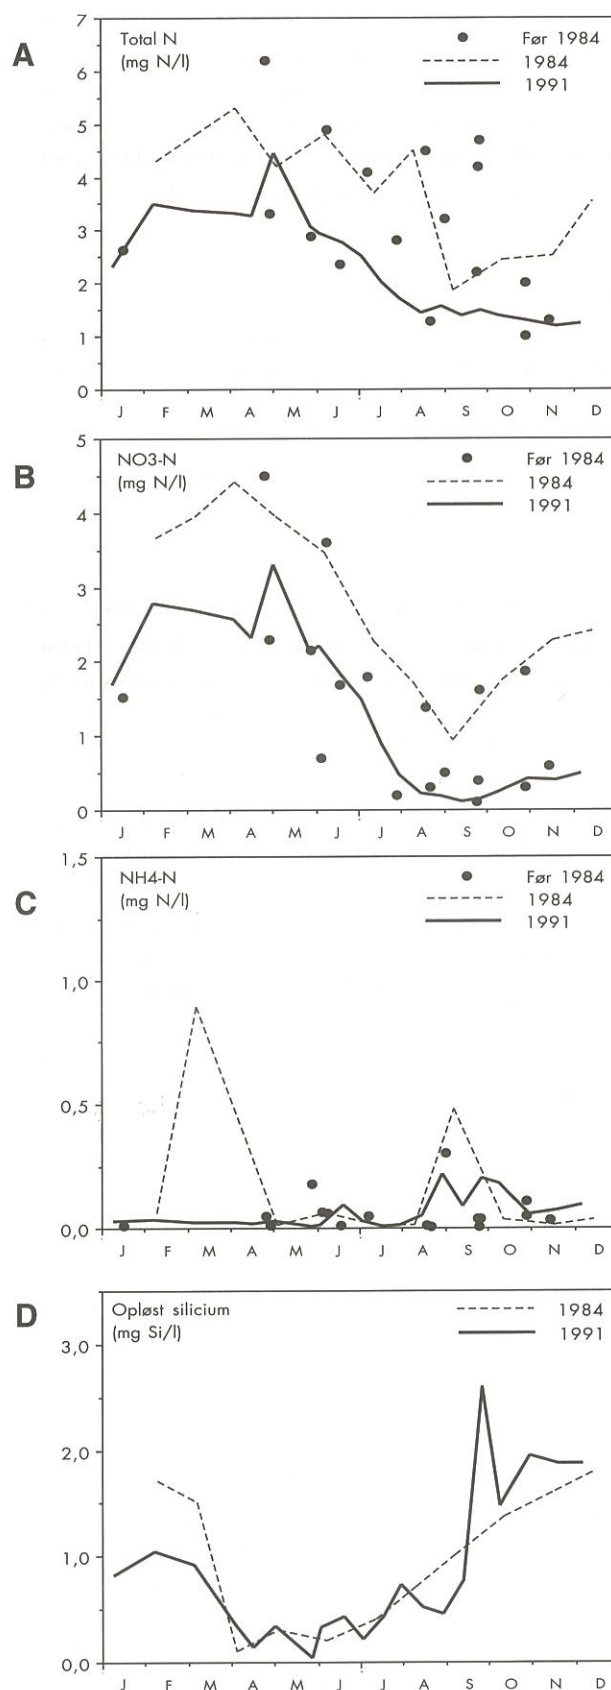 A
7
Total N
Før 1984
(mg N/l)
1984
6
1991
5
4
3
2
1
0
J F M A M J J A S O N D
B
5
NO3-N
Før 1984
(mg N/l)
1984
4
1991
3
2
1
0
J F M A M J J A S O N D
C
1,5
NH4-N
Før 1984
(mg N/l)
1984
1991
1,0
0,5
0,0
J F M A M J J A S O N D
D
Opløst silicium
1984
(mg Si/l)
1991
3,0
2,0
1,0
0,0
J F M A M J J A S O N D